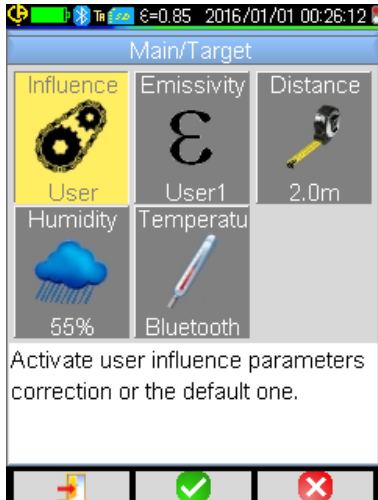 ε=0.85 2016/01/01 00:26:12
Main/Target
Influence Emissivity Distance
ε
User User1 2.0m
Humidity Temperatu
55% Bluetooth
Activate user influence parameters
correction or the default one.